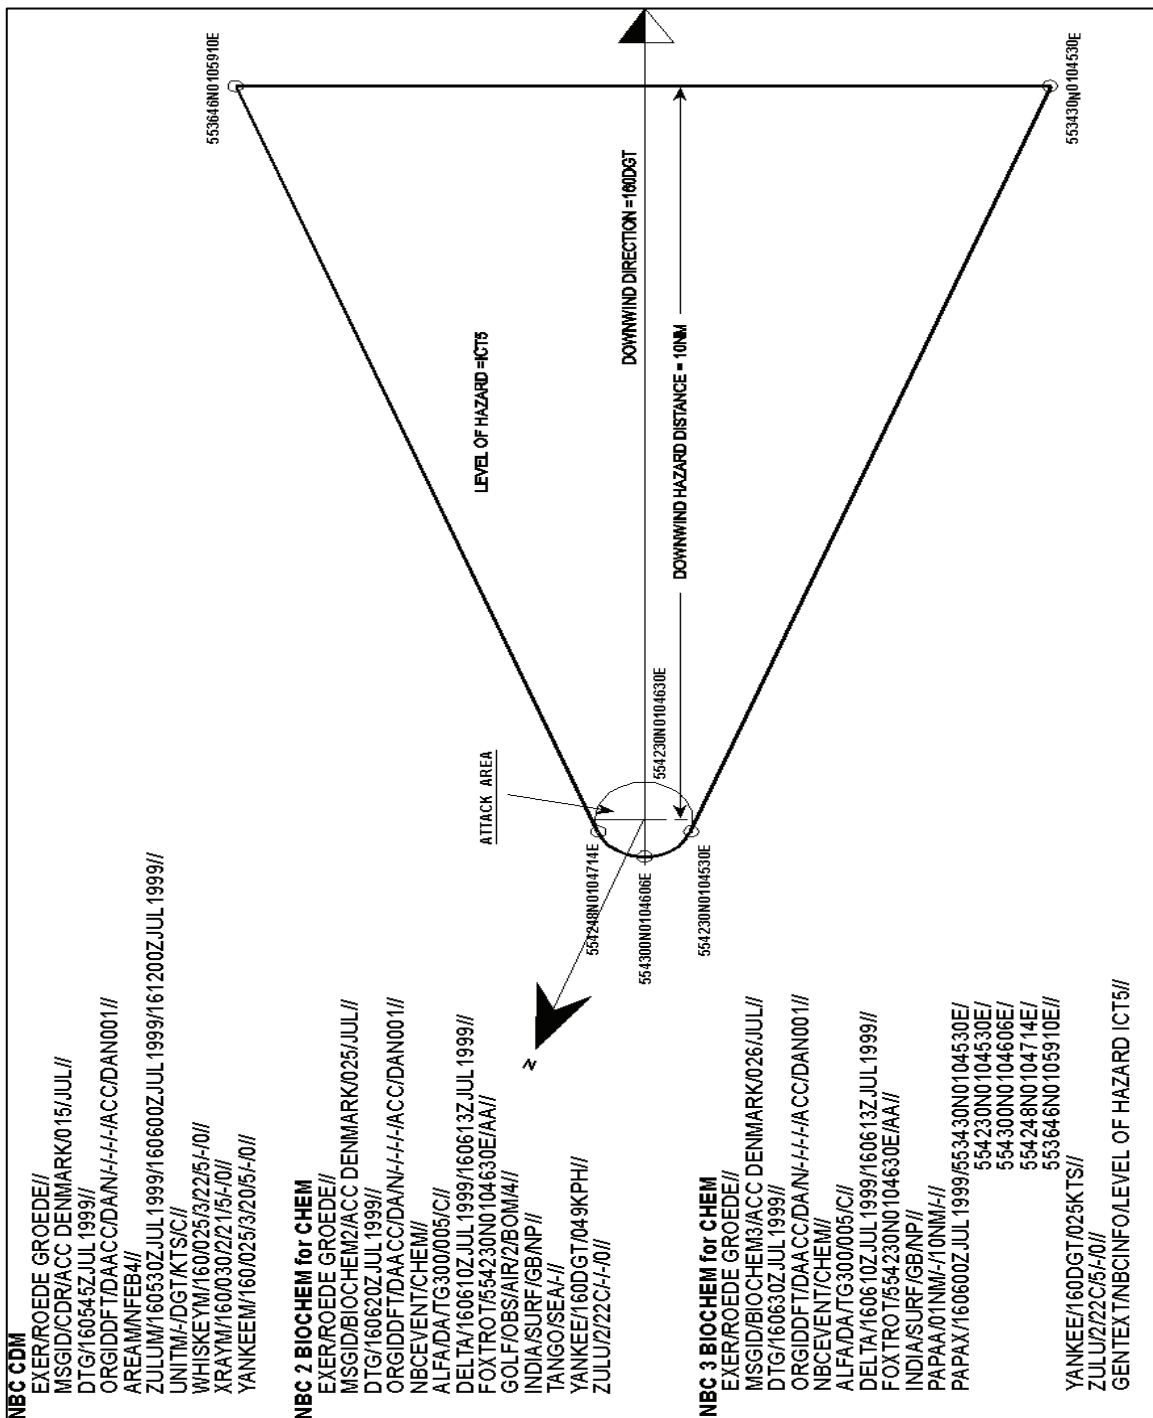 NBC CDM
EXER/ROEDE GROEDE//
MSGID/CDR/ACC DENMARK/015/JUL//
DTG/160545ZJUL1999//
ORGIDDFT/DAACC/DA/N/-/-/-/ACC/DAN001//
AREAM/NFEB4//
ZULUM/160530ZJUL1999/160600ZJUL1999/161200ZJUL1999//
UNITM/-/DGT/KTS/C//
WHISKEYM/160/025/3/22/5/-/0//
XRAYM/160/030/2/21/5/-/0//
YANKEEM/160/025/3/20/5/-/0//
NBC 2 BIOCHEM for CHEM
EXER/ROEDE GROEDE//
MSGID/BIOCHEM2/ACC DENMARK/025/JUL//
DTG/160620ZJUL1999//
ORGIDDFT/DAACC/DA/N/-/-/-/ACC/DAN001//
NBCEVENT/CHEM//
ALFA/DA/TG300/005/C//
DELTA/160610ZJUL1999/160613ZJUL1999//
FOXTROT/554230N0104630E/AA//
GOLF/OBS/AIR/2/BOM/4//
INDIA/SURF/GB/NP//
TANGO/SEA/-//
YANKEE/160DGT/049KPH//
ZULU/2/22C/-/-/0//
NBC 3 BIOCHEM for CHEM
EXER/ROEDE GROEDE//
MSGID/BIOCHEM3/ACC DENMARK/026/JUL//
DTG/160630ZJUL1999//
ORGIDDFT/DAACC/DA/N/-/-/-/ACC/DAN001//
NBCEVENT/CHEM//
ALFA/DA/TG300/005/C//
DELTA/160610ZJUL1999/160613ZJUL1999//
FOXTROT/554230N0104630E/AA//
INDIA/SURF/GB/NP//
PAPAA/01NM/-/10NM/-//
PAPAX/160600ZJUL1999/553430N0104530E/
554230N0104530E/
554300N0104606E/
554248N0104714E/
553646N0105910E//
YANKEE/160DGT/025KTS//
ZULU/2/22C/5/-/0//
GENTEXT/NBCINFO/LEVEL OF HAZARD ICT5//
N
554248N0104714E
554300N0104606E
554230N0104530E
ATTACK AREA
554230N0104630E
LEVEL OF HAZARD =ICT5
DOWNWIND DIRECTION =160DGT
DOWNWIND HAZARD DISTANCE = 10NM
553646N0105910E
553430N0104530E